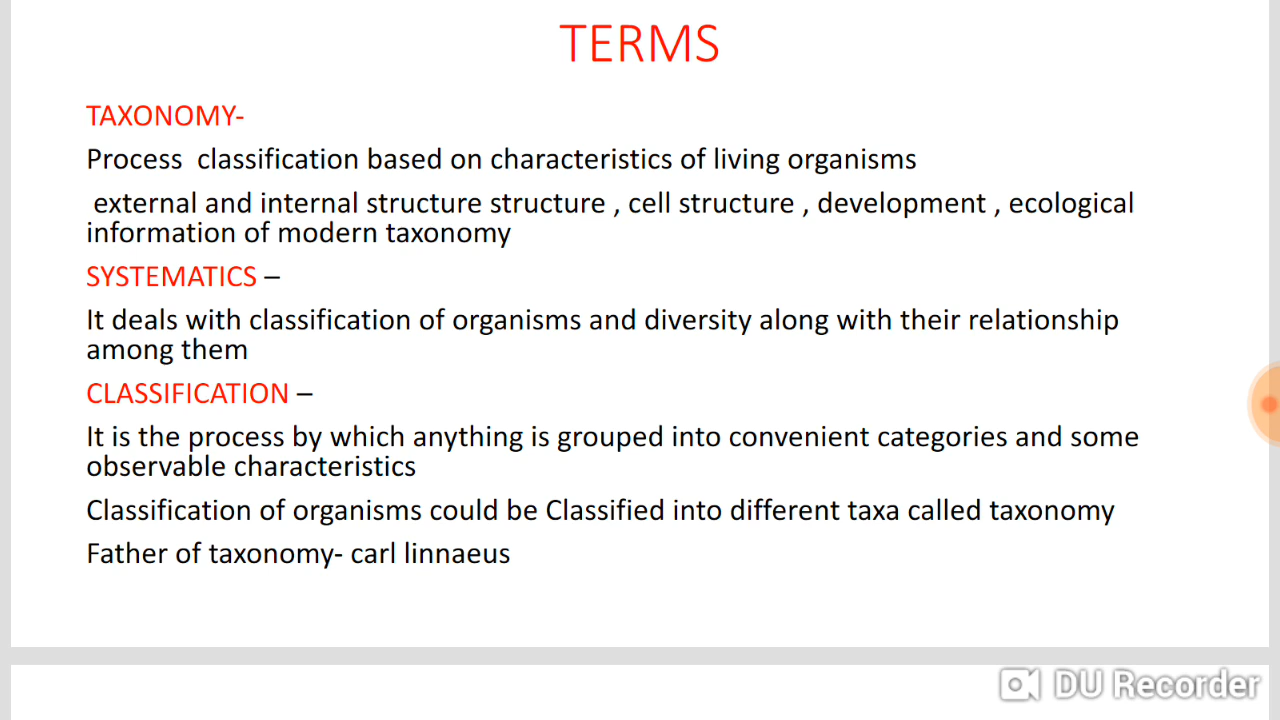 TERMS
TAXONOMY-
Process classification based on characteristics of living organisms
external and internal structure structure , cell structure , development , ecological
information of modern taxonomy
SYSTEMATICS –
It deals with classification of organisms and diversity along with their relationship
among them
CLASSIFICATION –
It is the process by which anything is grouped into convenient categories and some
observable characteristics
Classification of organisms could be Classified into different taxa called taxonomy
Father of taxonomy- carl linnaeus
DU Recorder